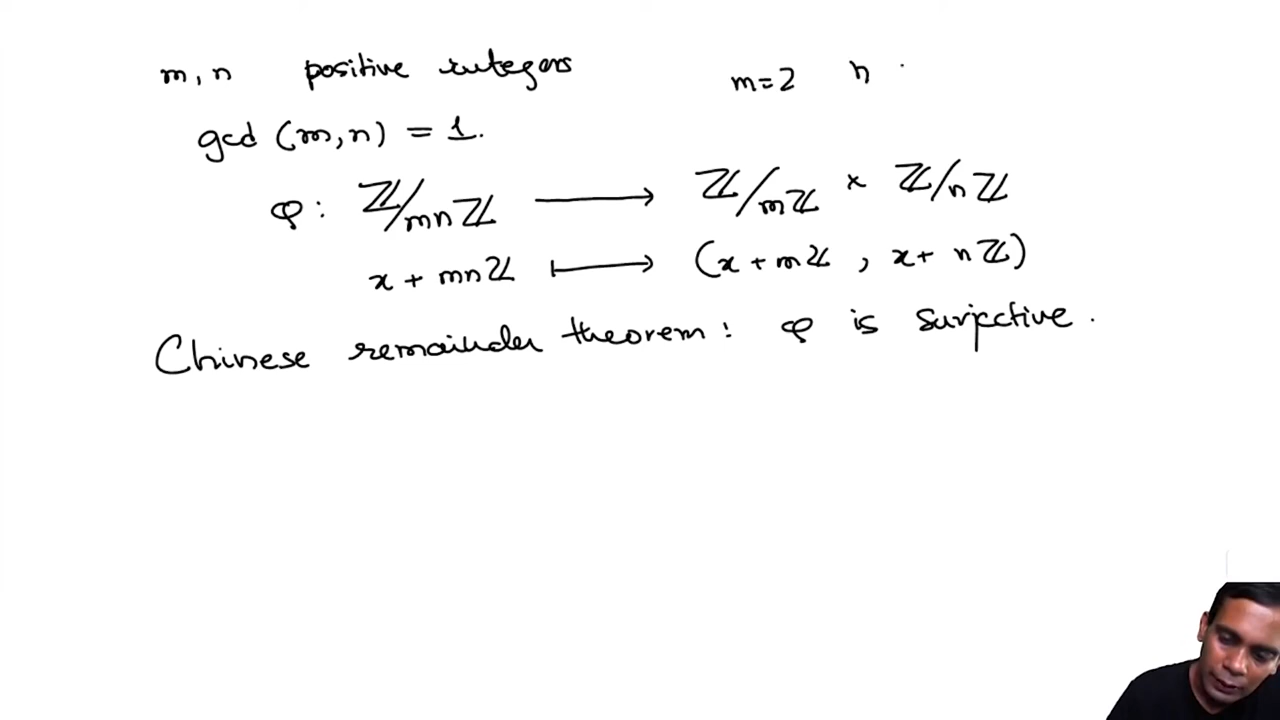 m, n positive integers m=2 n
gcd (m, n) = 1.
φ: ℤ/mnℤ ⟶ ℤ/mℤ × ℤ/nℤ
x + mnℤ ⟼ (x + mℤ , x + nℤ)
Chinese remainder theorem: φ is surjective.